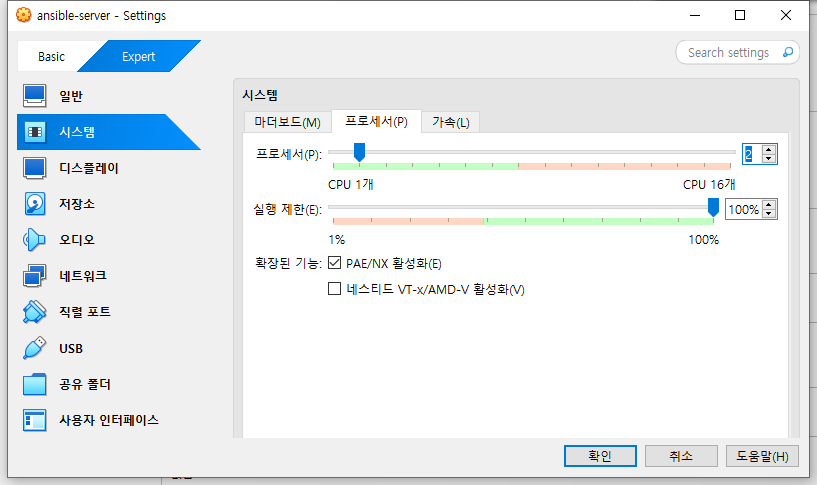 ansible-server - Settings
Basic
Expert
Search settings
일반
시스템
디스플레이
저장소
오디오
네트워크
직렬 포트
USB
공유 폴더
사용자 인터페이스
시스템
마더보드(M)
프로세서(P)
가속(L)
프로세서(P):
2
CPU 1개
CPU 16개
실행 제한(E):
100%
1%
100%
확장된 기능:
PAE/NX 활성화(E)
네스티드 VT-x/AMD-V 활성화(V)
확인
취소
도움말(H)